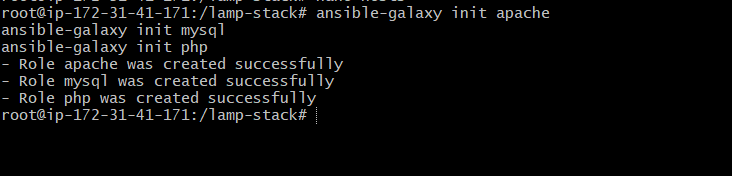 root@ip-172-31-41-171:/lamp-stack# ansible-galaxy init apache
ansible-galaxy init mysql
ansible-galaxy init php
- Role apache was created successfully
- Role mysql was created successfully
- Role php was created successfully
root@ip-172-31-41-171:/lamp-stack#